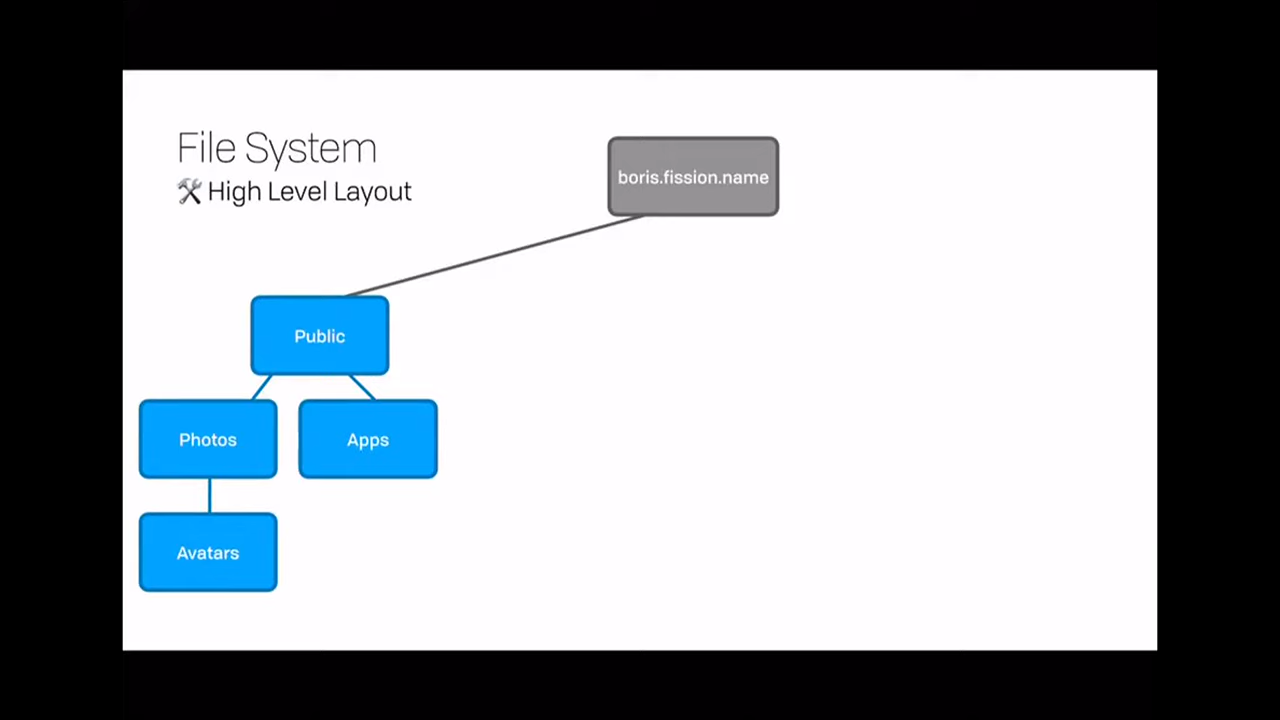 File System
🛠 High Level Layout
boris.fission.name
Public
Photos
Apps
Avatars